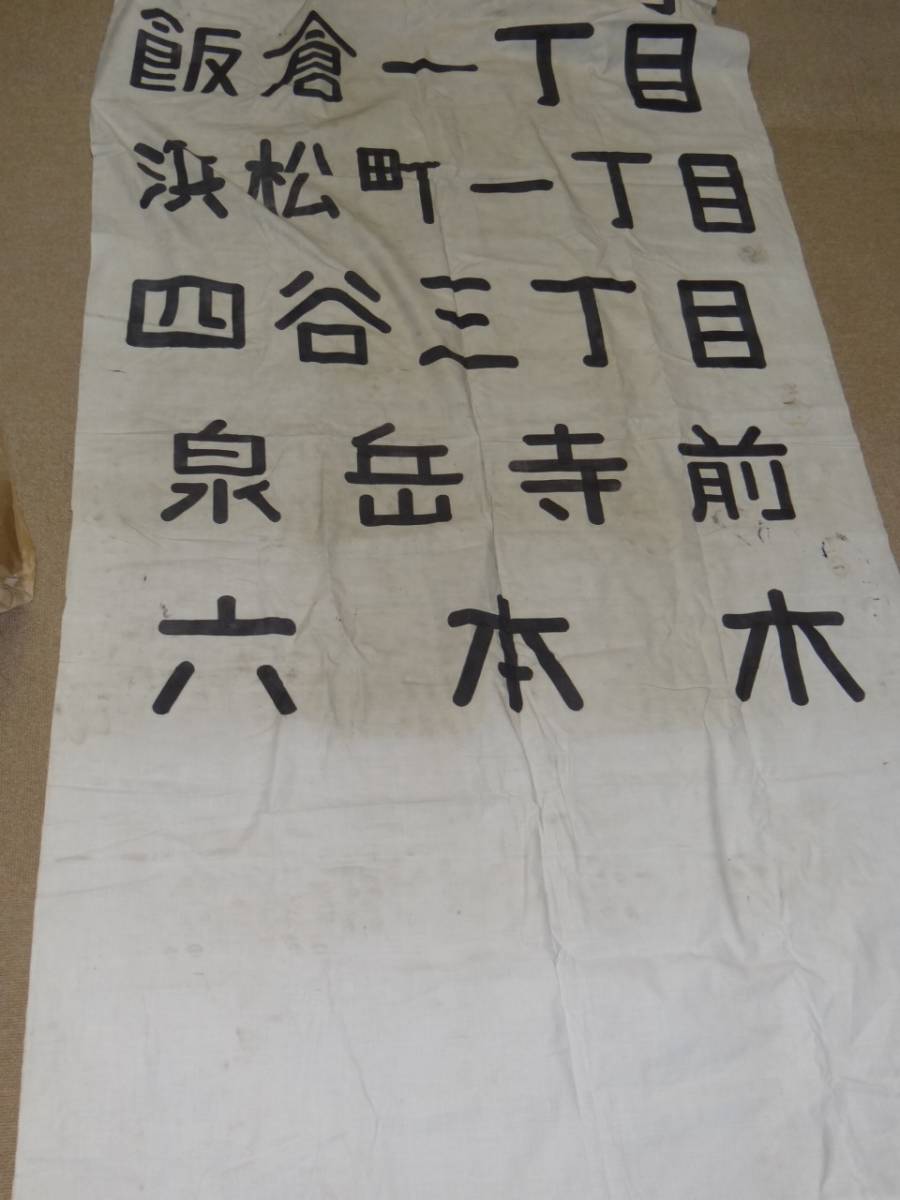 飯倉一丁目
浜松町一丁目
四谷三丁目
泉岳寺前
六本木